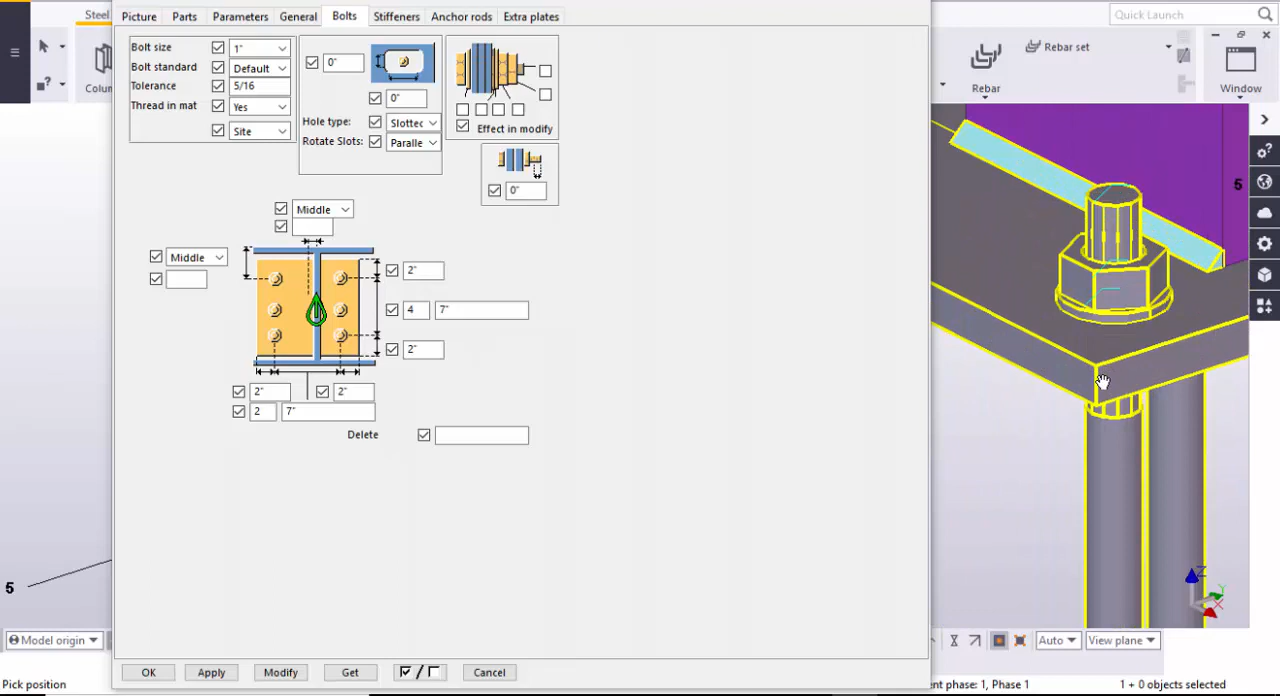 Steel
Picture
Parts
Parameters
General
Bolts
Stiffeners
Anchor rods
Extra plates
Quick Launch
Colum
Rebar
Rebar set
Window
Bolt size
1"
Bolt standard
Default
Tolerance
5/16
Thread in mat
Yes
Site
0"
0"
Hole type:
Slotted
Rotate Slots:
Paralle
Effect in modify
0"
Middle
Middle
2"
4
7"
2"
2"
2"
2
7"
Delete
5
5
Z
Y
X
Model origin
Auto
View plane
OK
Apply
Modify
Get
/
Cancel
Pick position
ent phase: 1, Phase 1
1 + 0 objects selected